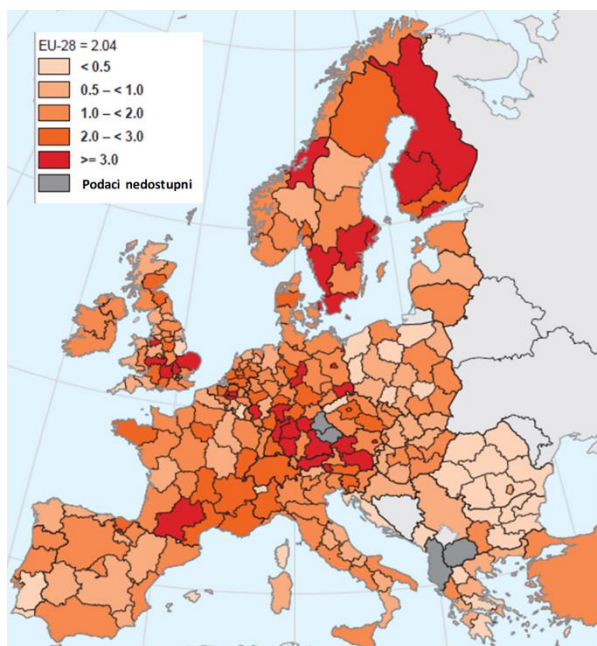 EU-28 = 2.04
< 0.5
0.5 – < 1.0
1.0 – < 2.0
2.0 – < 3.0
>= 3.0
Podaci nedostupni